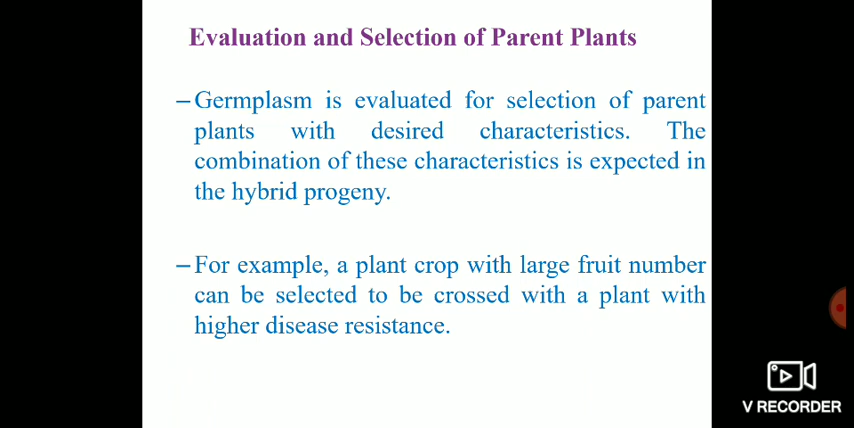 Evaluation and Selection of Parent Plants
– Germplasm is evaluated for selection of parent
plants with desired characteristics. The
combination of these characteristics is expected in
the hybrid progeny.
– For example, a plant crop with large fruit number
can be selected to be crossed with a plant with
higher disease resistance.
V RECORDER